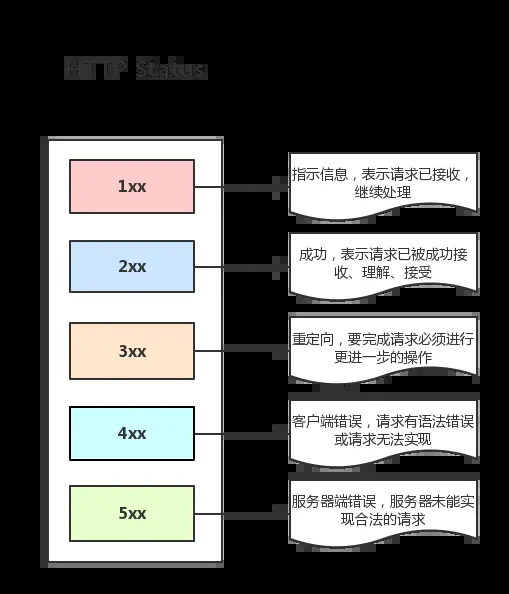 HTTP Status
1xx
指示信息，表示请求已接收，
继续处理
2xx
成功，表示请求已被成功接
收、理解、接受
3xx
重定向，要完成请求必须进行
更进一步的操作
4xx
客户端错误，请求有语法错误
或请求无法实现
5xx
服务器端错误，服务器未能实
现合法的请求